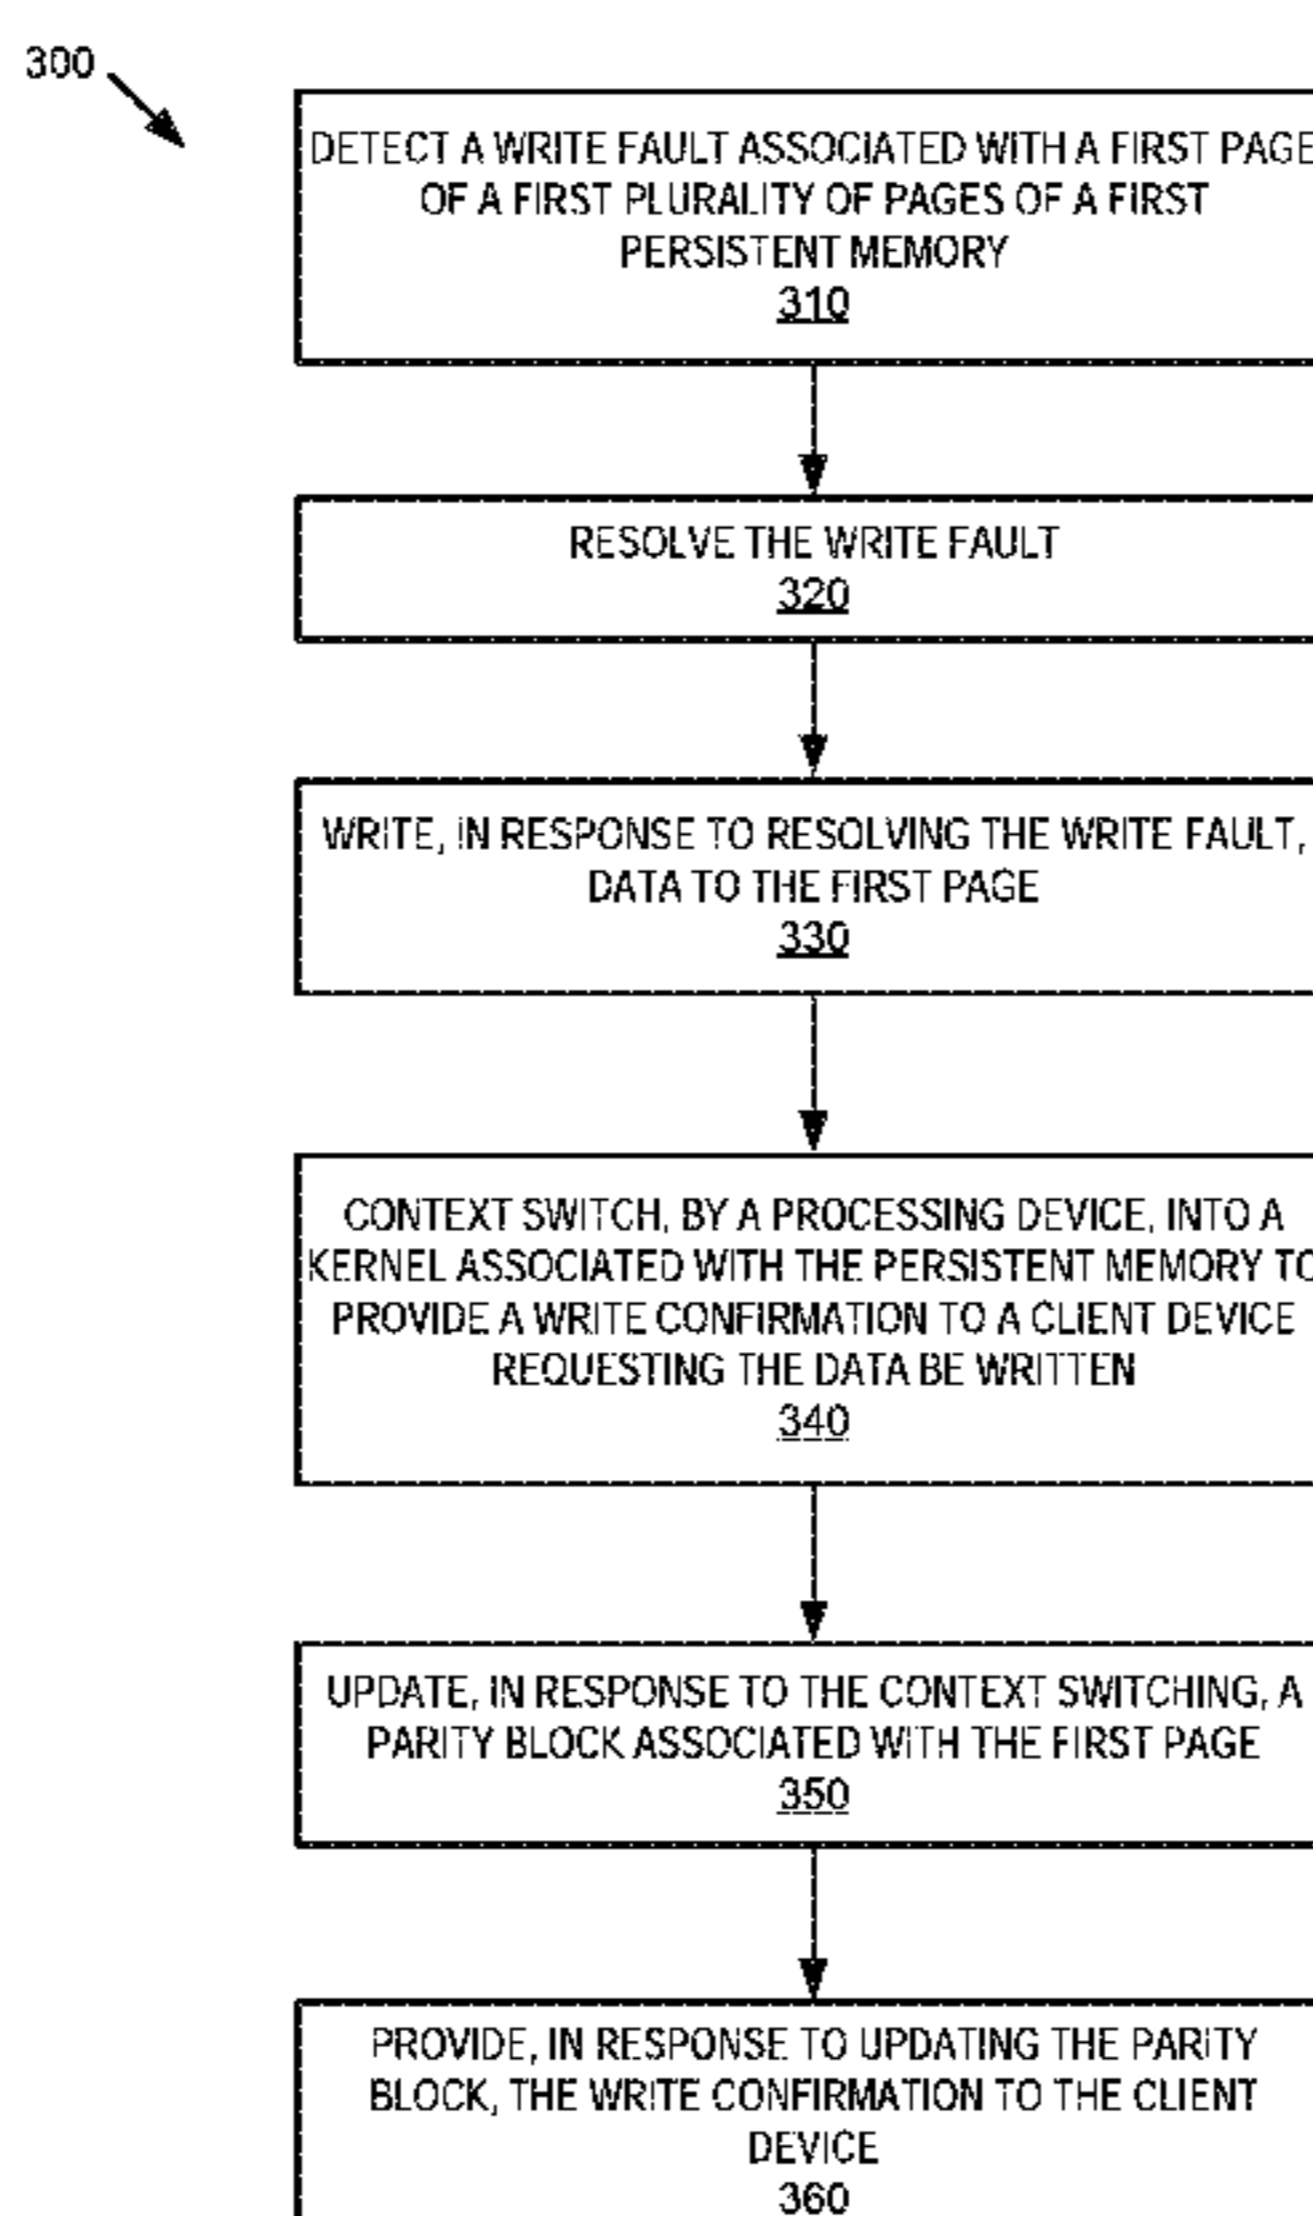 300
DETECT A WRITE FAULT ASSOCIATED WITH A FIRST PAGE
OF A FIRST PLURALITY OF PAGES OF A FIRST
PERSISTENT MEMORY
310
RESOLVE THE WRITE FAULT
320
WRITE, IN RESPONSE TO RESOLVING THE WRITE FAULT,
DATA TO THE FIRST PAGE
330
CONTEXT SWITCH, BY A PROCESSING DEVICE, INTO A
KERNEL ASSOCIATED WITH THE PERSISTENT MEMORY TO
PROVIDE A WRITE CONFIRMATION TO A CLIENT DEVICE
REQUESTING THE DATA BE WRITTEN
340
UPDATE, IN RESPONSE TO THE CONTEXT SWITCHING, A
PARITY BLOCK ASSOCIATED WITH THE FIRST PAGE
350
PROVIDE, IN RESPONSE TO UPDATING THE PARITY
BLOCK, THE WRITE CONFIRMATION TO THE CLIENT
DEVICE
360